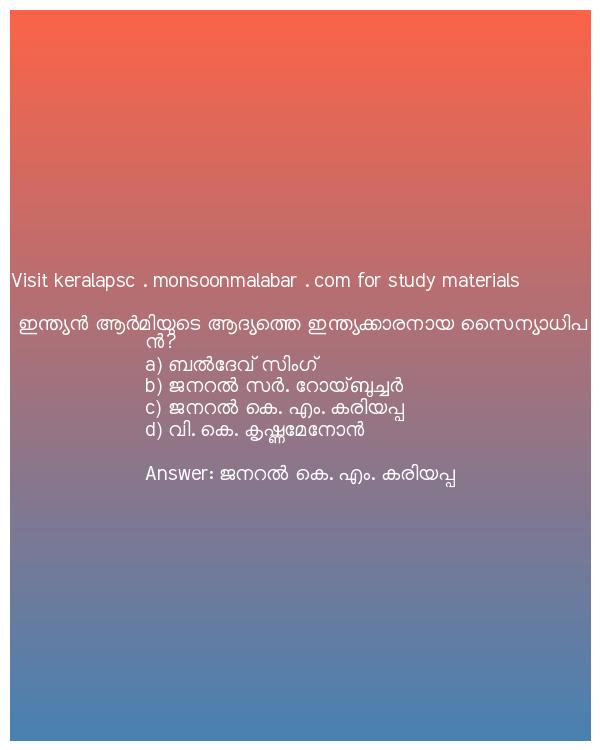 Visit keralapsc . monsoonmalabar . com for study materials
ഇന്ത്യൻ ആർമിയുടെ ആദ്യത്തെ ഇന്ത്യക്കാരനായ സൈന്യാധിപ
ൻ?
a) ബൽദേവ് സിംഗ്
b) ജനറൽ സർ. റോയ്ബുച്ചർ
c) ജനറൽ കെ. എം. കരിയപ്പ
d) വി. കെ. കൃഷ്ണമേനോൻ
Answer: ജനറൽ കെ. എം. കരിയപ്പ